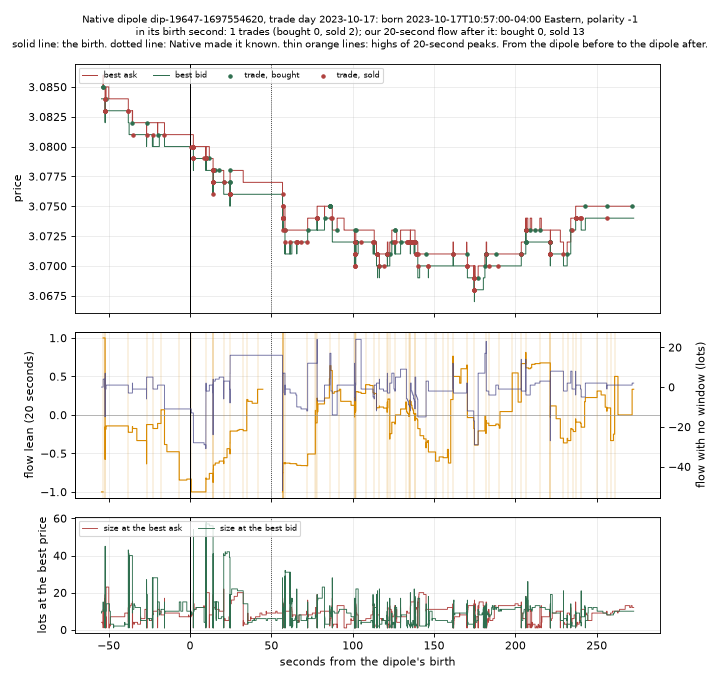 Native dipole dip-19647-1697554620, trade day 2023-10-17: born 2023-10-17T10:57:00-04:00 Eastern, polarity -1
in its birth second: 1 trades (bought 0, sold 2); our 20-second flow after it: bought 0, sold 13
solid line: the birth. dotted line: Native made it known. thin orange lines: highs of 20-second peaks. From the dipole before to the dipole after.
best ask
best bid
trade, bought
trade, sold
3.0850
3.0825
3.0800
3.0775
3.0750
3.0725
3.0700
3.0675
price
1.0
0.5
0.0
−0.5
−1.0
flow lean (20 seconds)
20
0
−20
−40
flow with no window (lots)
size at the best ask
size at the best bid
60
40
20
0
lots at the best price
−50
0
50
100
150
200
250
seconds from the dipole's birth